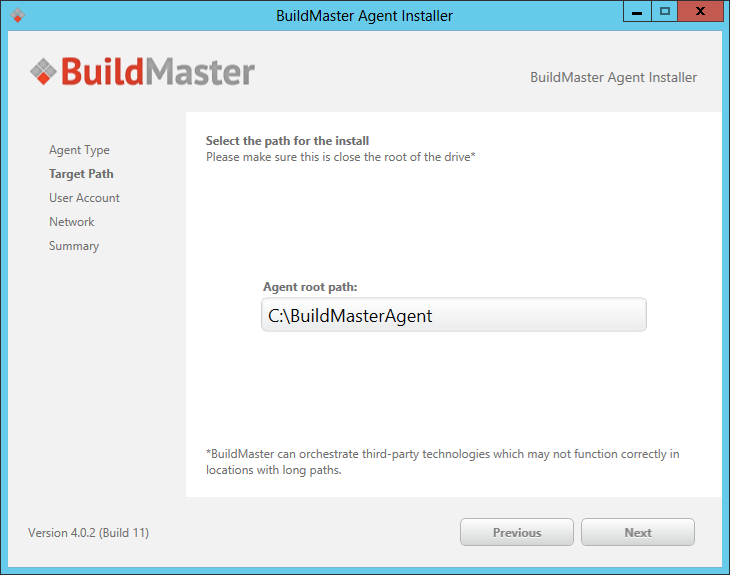 BuildMaster Agent Installer
BuildMaster
BuildMaster Agent Installer
Agent Type
Target Path
User Account
Network
Summary
Select the path for the install
Please make sure this is close the root of the drive*
Agent root path:
C:\BuildMasterAgent
*BuildMaster can orchestrate third-party technologies which may not function correctly in
locations with long paths.
Version 4.0.2 (Build 11)
Previous
Next